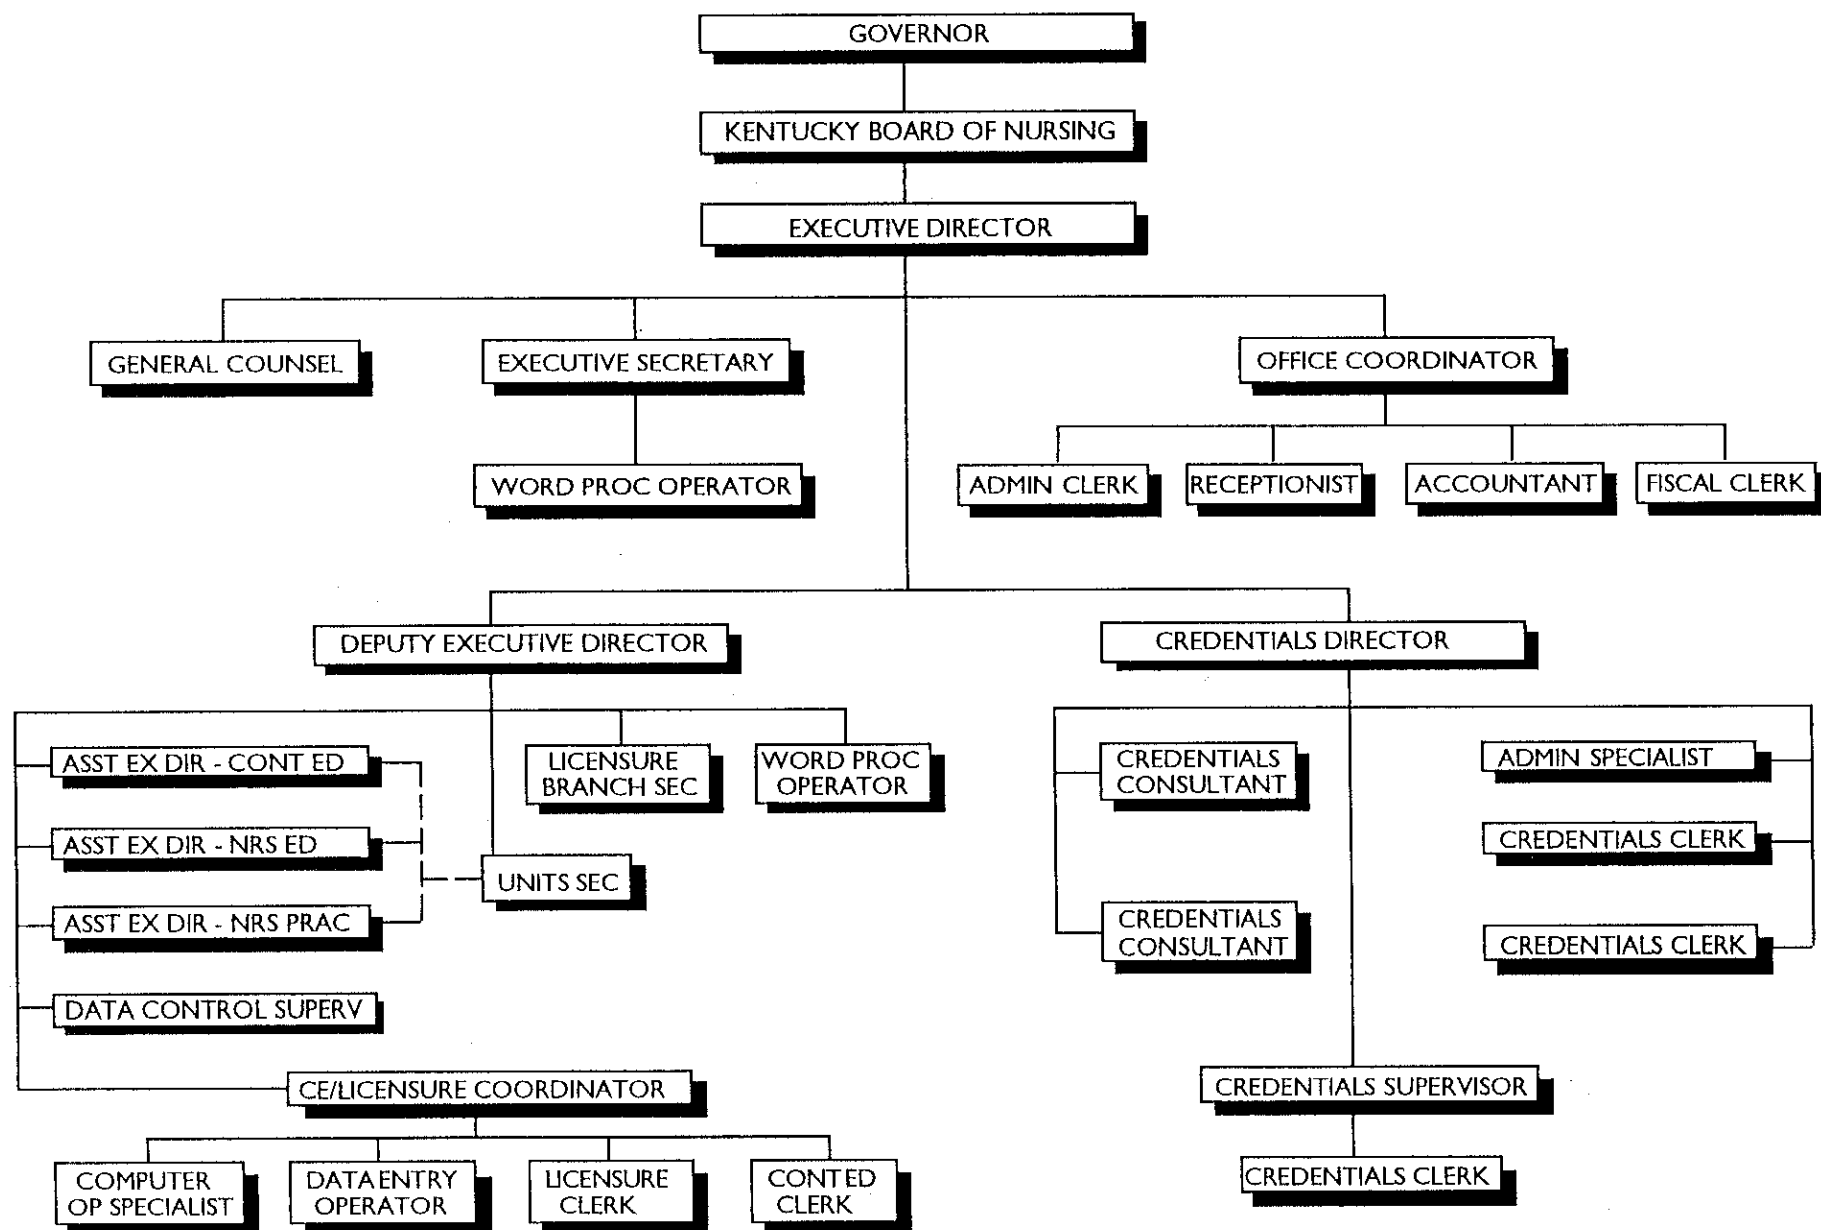 GOVERNOR
KENTUCKY BOARD OF NURSING
EXECUTIVE DIRECTOR
GENERAL COUNSEL
EXECUTIVE SECRETARY
OFFICE COORDINATOR
WORD PROC OPERATOR
ADMIN CLERK
RECEPTIONIST
ACCOUNTANT
FISCAL CLERK
DEPUTY EXECUTIVE DIRECTOR
CREDENTIALS DIRECTOR
ASST EX DIR - CONT ED
LICENSURE
BRANCH SEC
WORD PROC
OPERATOR
ASST EX DIR - NRS ED
UNITS SEC
ASST EX DIR - NRS PRAC
DATA CONTROL SUPERV
CREDENTIALS
CONSULTANT
ADMIN SPECIALIST
CREDENTIALS CLERK
CREDENTIALS
CONSULTANT
CREDENTIALS CLERK
CE/LICENSURE COORDINATOR
CREDENTIALS SUPERVISOR
COMPUTER
OP SPECIALIST
DATA ENTRY
OPERATOR
LICENSURE
CLERK
CONT ED
CLERK
CREDENTIALS CLERK